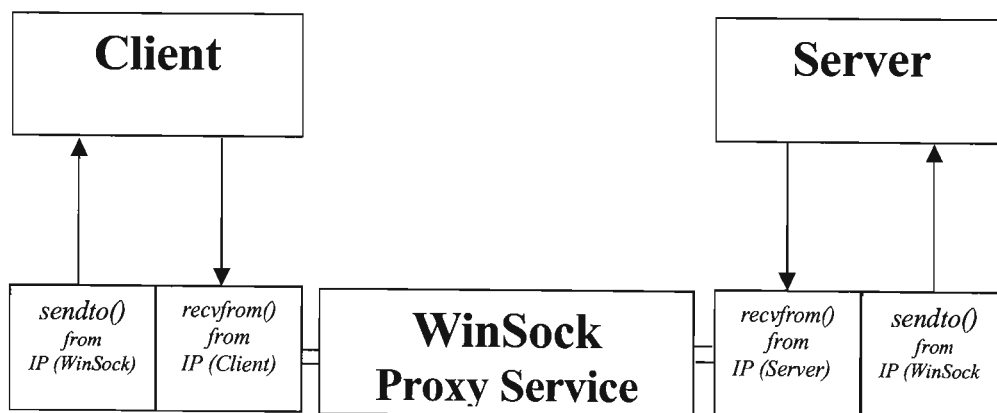 Client
Server
sendto()
from
IP (WinSock)
recvfrom()
from
IP (Client)
WinSock
Proxy Service
recvfrom()
from
IP (Server)
sendto()
from
IP (WinSock